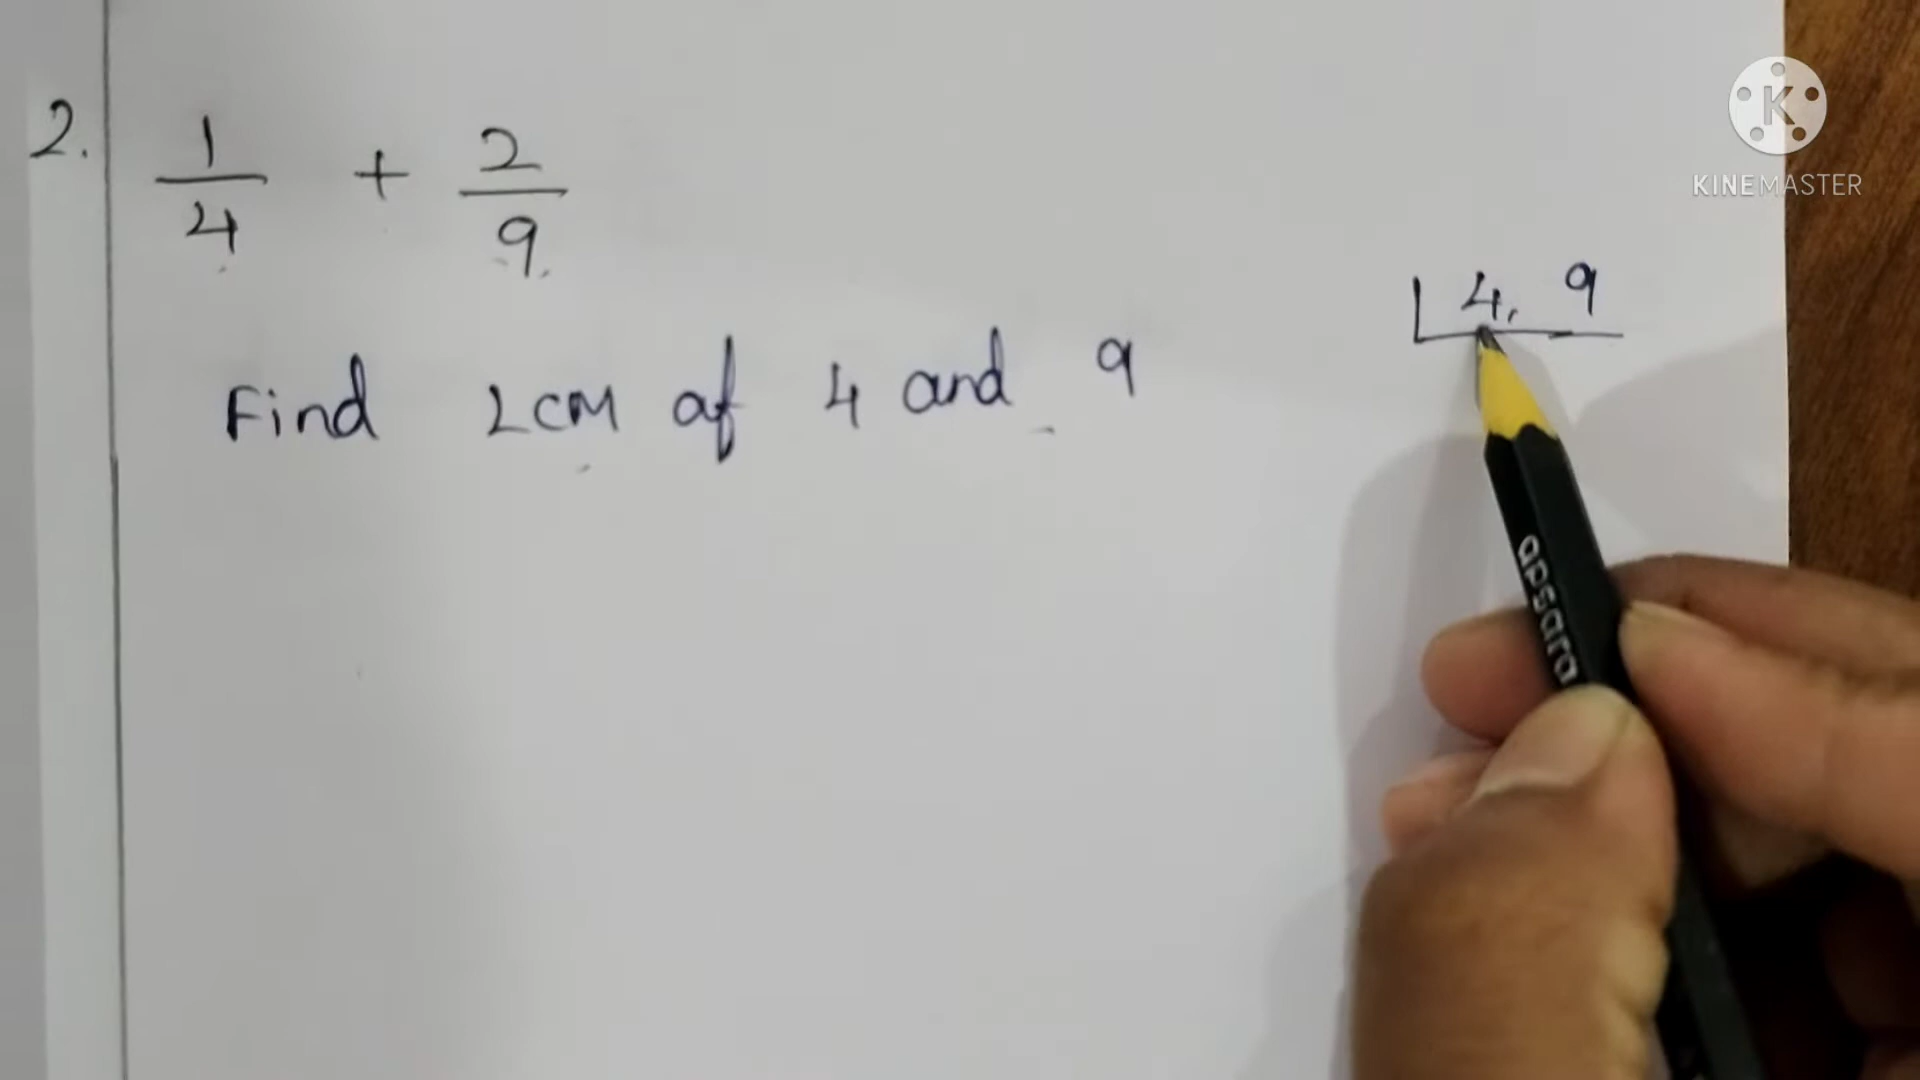 2. 1/4 + 2/9
4, 9
Find LCM of 4 and 9
apsara
K
KINEMASTER